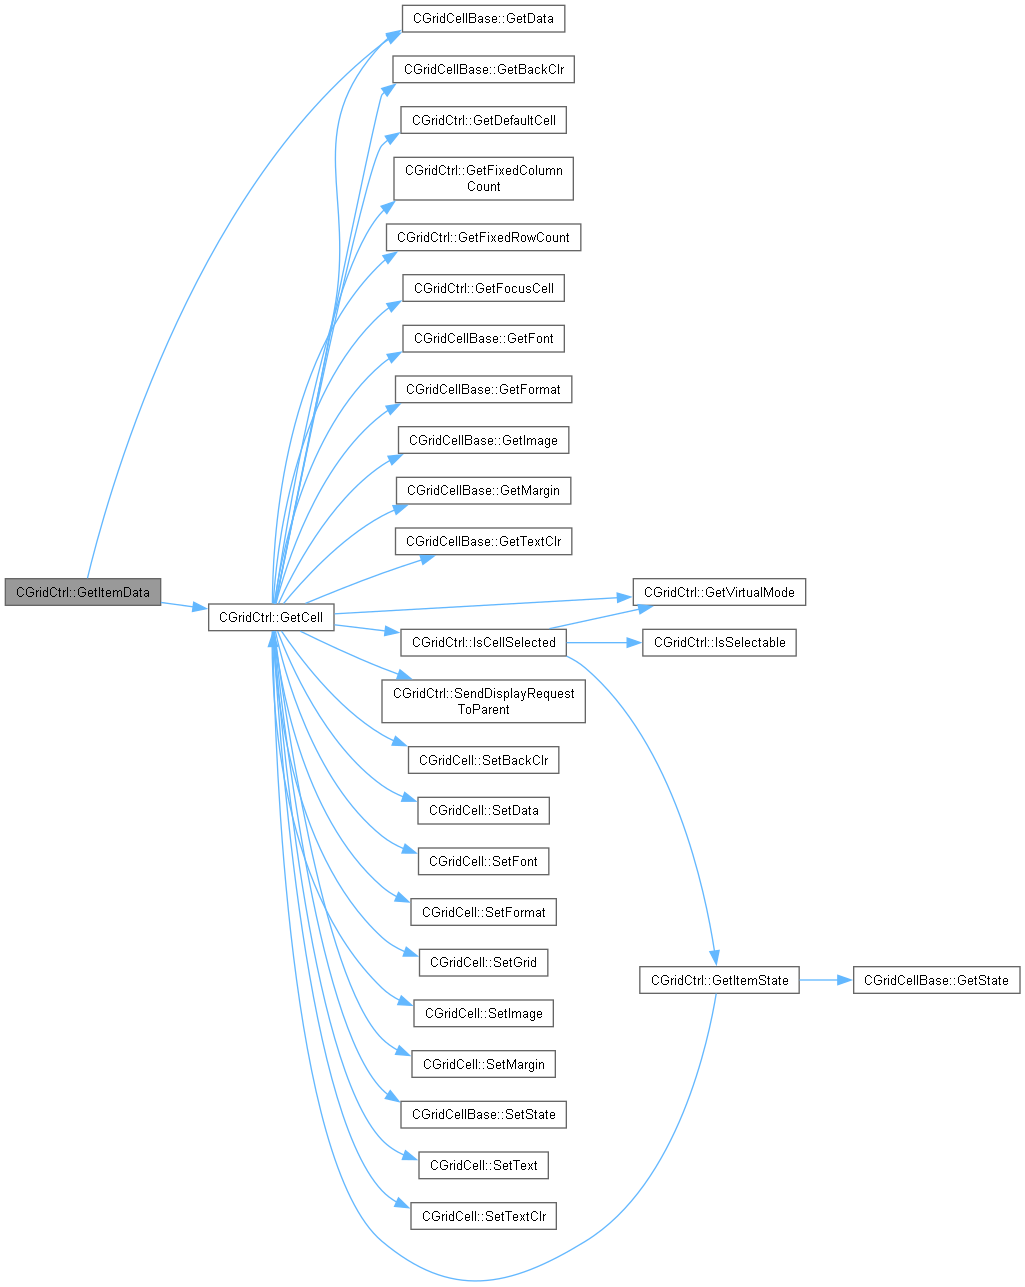 CGridCellBase::GetData
CGridCellBase::GetBackClr
CGridCtrl::GetDefaultCell
CGridCtrl::GetFixedColumn
Count
CGridCtrl::GetFixedRowCount
CGridCtrl::GetFocusCell
CGridCellBase::GetFont
CGridCellBase::GetFormat
CGridCellBase::GetImage
CGridCellBase::GetMargin
CGridCellBase::GetTextClr
CGridCtrl::GetItemData
CGridCtrl::GetVirtualMode
CGridCtrl::GetCell
CGridCtrl::IsCellSelected
CGridCtrl::IsSelectable
CGridCtrl::SendDisplayRequest
ToParent
CGridCell::SetBackClr
CGridCell::SetData
CGridCell::SetFont
CGridCell::SetFormat
CGridCell::SetGrid
CGridCtrl::GetItemState
CGridCellBase::GetState
CGridCell::SetImage
CGridCell::SetMargin
CGridCellBase::SetState
CGridCell::SetText
CGridCell::SetTextClr